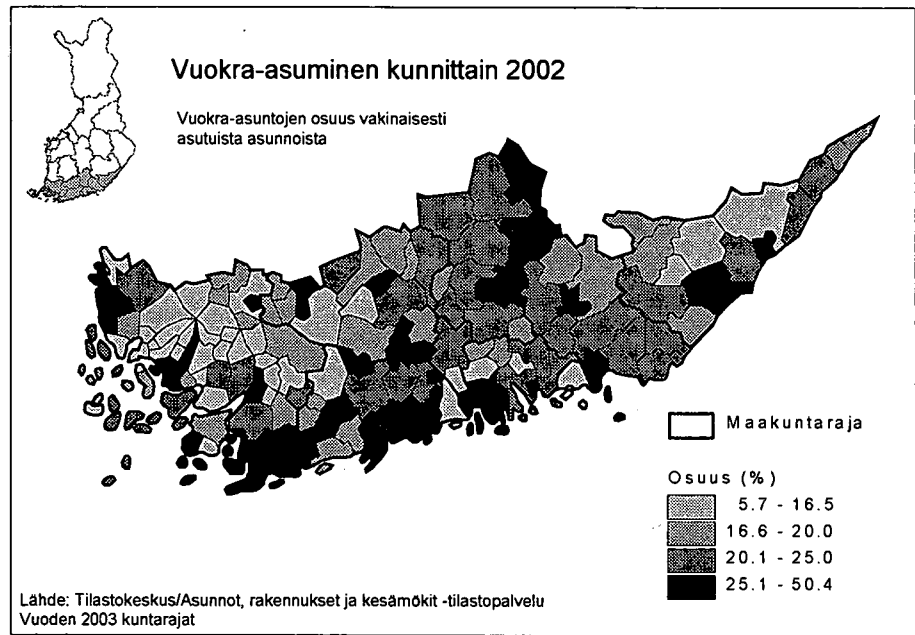 Vuokra-asuminen kunnittain 2002
Vuokra-asuntojen osuus vakinaisesti
asutuista asunnoista
Maakuntaraja
Osuus (%)
5.7 - 16.5
16.6 - 20.0
20.1 - 25.0
25.1 - 50.4
Lähde: Tilastokeskus/Asunnot, rakennukset ja kesämökit -tilastopalvelu
Vuoden 2003 kuntarajat